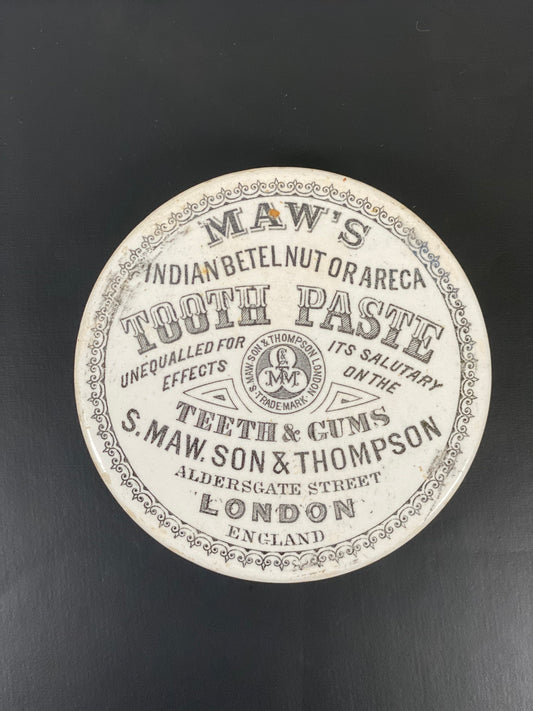 MAW'S
INDIAN BETEL NUT OR ARECA
TOOTH PASTE
UNEQUALLED FOR ITS SALUTARY
EFFECTS ON THE
S. MAW SON & THOMPSON LONDON
TRADE MARK
TEETH & GUMS
S. MAW. SON & THOMPSON
ALDERSGATE STREET
LONDON
ENGLAND